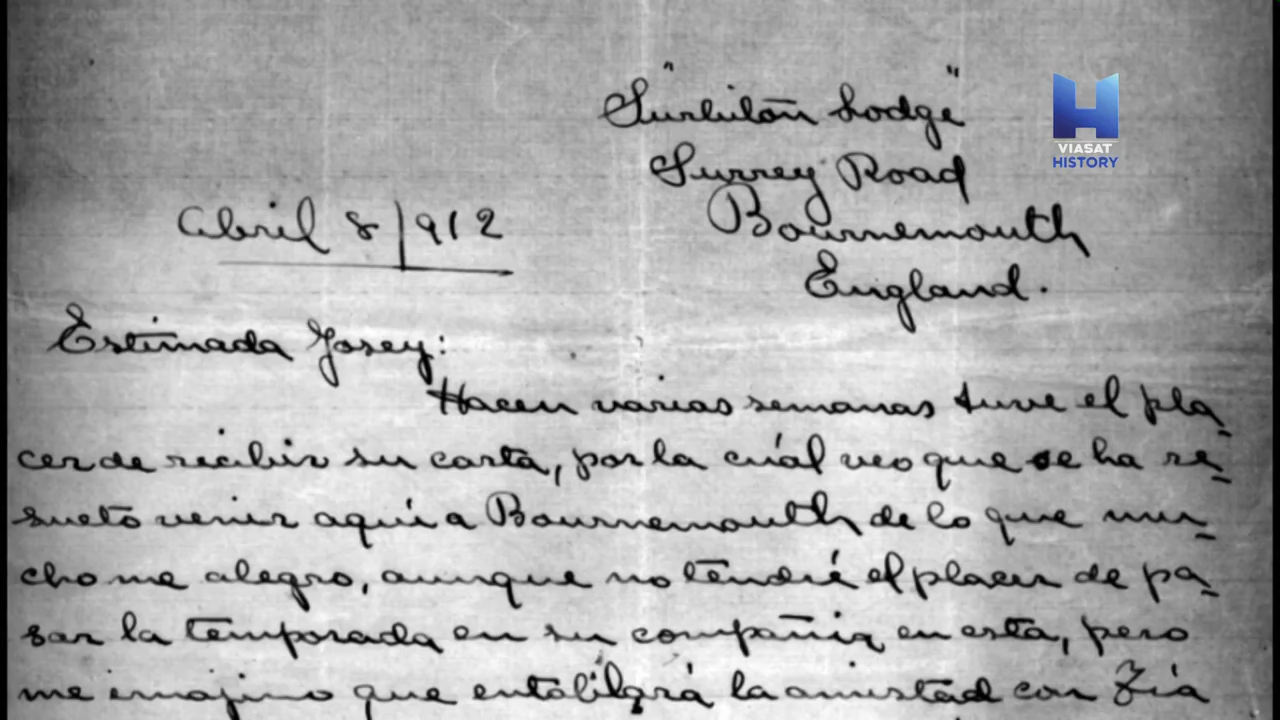 "Surbiton Lodge"
Surrey Road
Bournemouth
England.
Abril 8/912
Estimada Josey:
Hacen varias semanas tuve el pla-
cer de recibir su carta, por la cuál veo que se ha re-
sueto venir aquí a Bournemouth de lo que mu-
cho me alegro, aunque no tendré el placer de pa-
sar la temporada en su compañia en esta, pero
me imajino que entablará la amistad con Zia
VIASAT
HISTORY